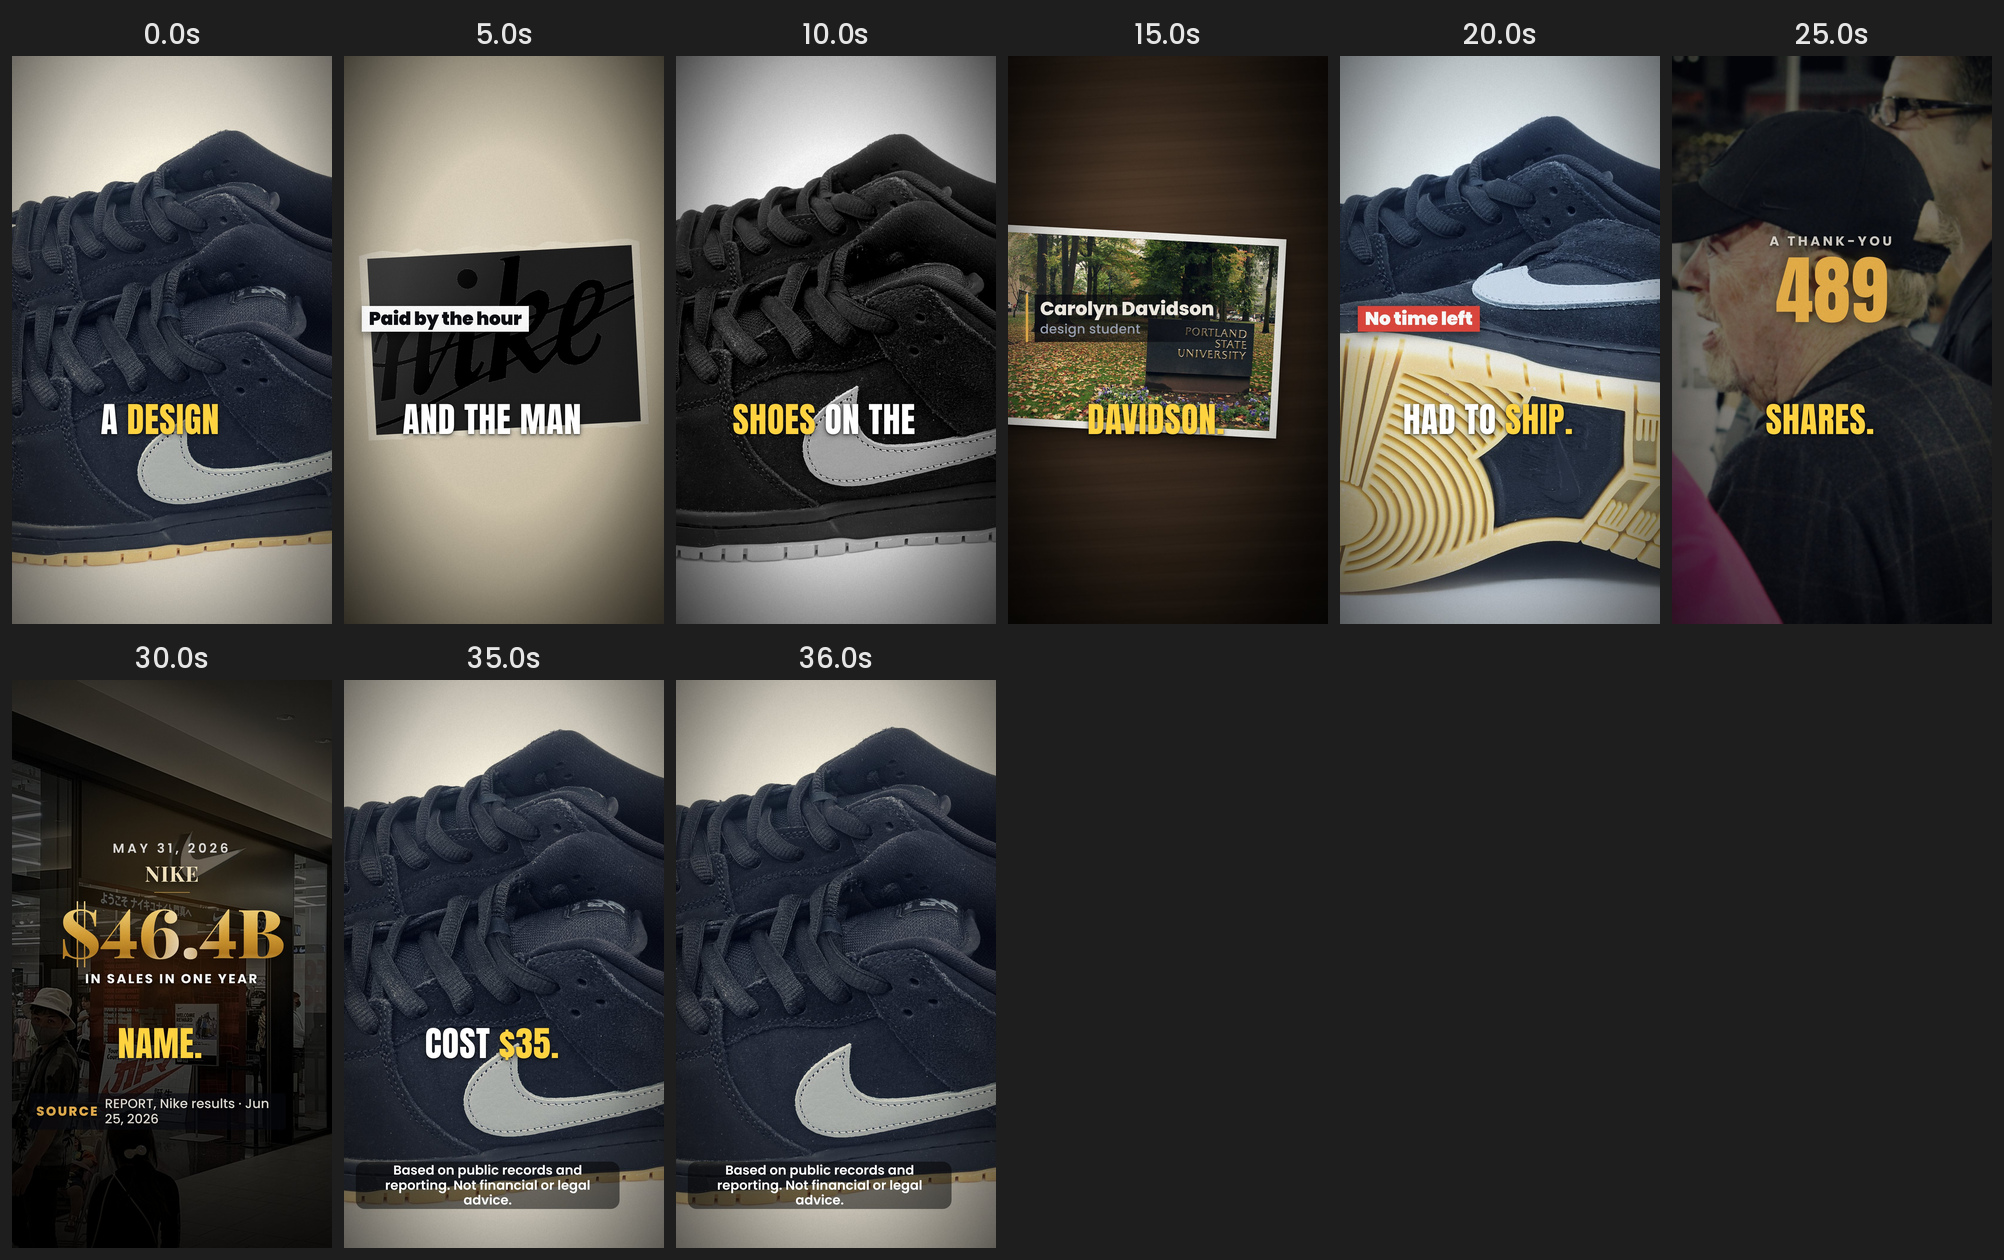 0.0s
5.0s
10.0s
15.0s
20.0s
25.0s
A DESIGN
nike
Paid by the hour
AND THE MAN
SHOES ON THE
Carolyn Davidson
design student
PORTLAND
STATE
UNIVERSITY
DAVIDSON.
No time left
HAD TO SHIP.
A THANK-YOU
489
SHARES.
30.0s
35.0s
36.0s
MAY 31, 2026
NIKE
$46.4B
IN SALES IN ONE YEAR
NAME.
SOURCE REPORT, Nike results · Jun
25, 2026
COST $35.
Based on public records and
reporting. Not financial or legal
advice.
Based on public records and
reporting. Not financial or legal
advice.